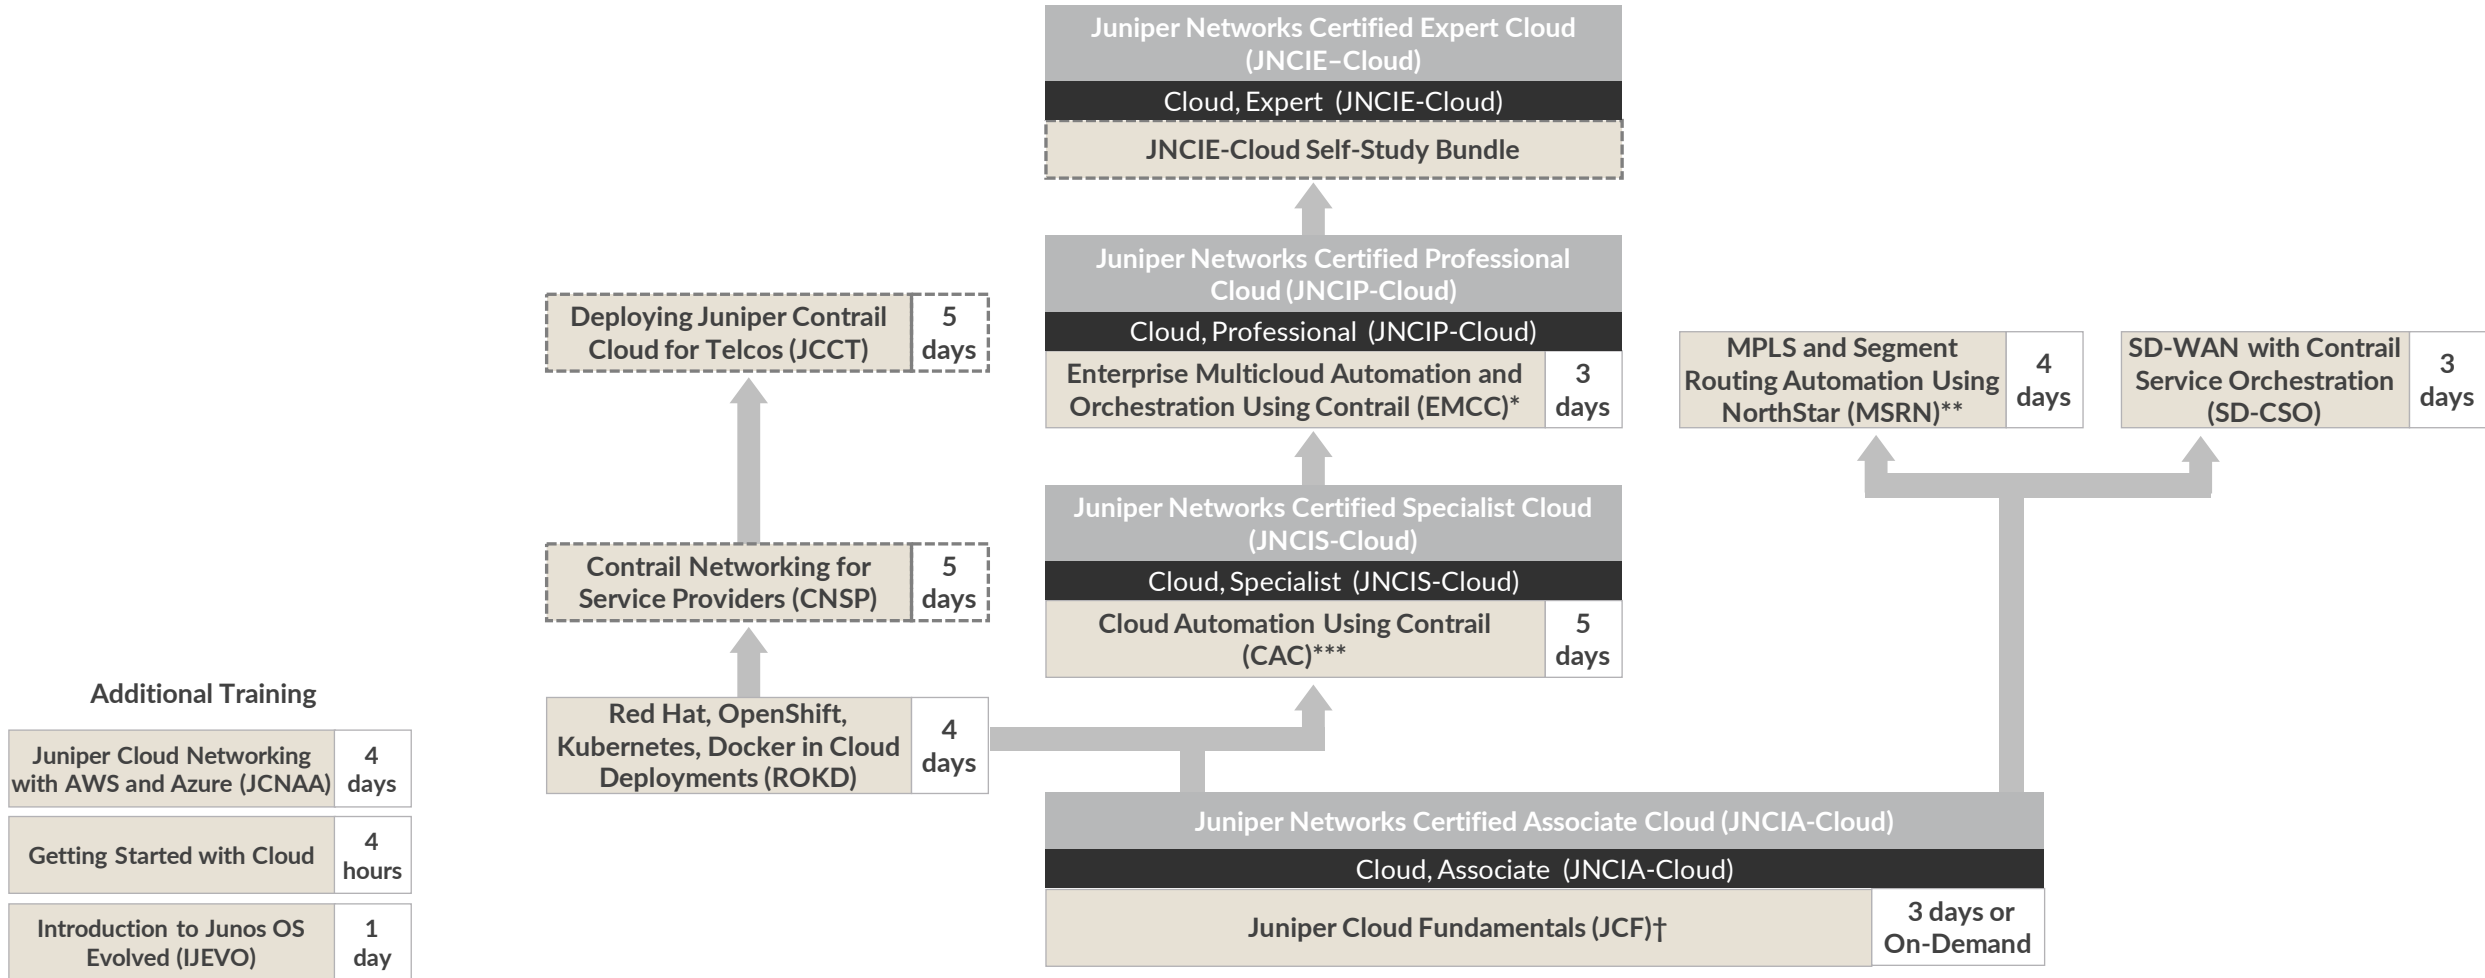 Juniper Networks Certified Expert Cloud
(JNCIE–Cloud)
Cloud, Expert (JNCIE-Cloud)
JNCIE-Cloud Self-Study Bundle
Juniper Networks Certified Professional
Cloud (JNCIP-Cloud)
Cloud, Professional (JNCIP-Cloud)
Enterprise Multicloud Automation and
Orchestration Using Contrail (EMCC)*
3
days
Deploying Juniper Contrail
Cloud for Telcos (JCCT)
5
days
MPLS and Segment
Routing Automation Using
NorthStar (MSRN)**
4
days
SD-WAN with Contrail
Service Orchestration
(SD-CSO)
3
days
Juniper Networks Certified Specialist Cloud
(JNCIS-Cloud)
Cloud, Specialist (JNCIS-Cloud)
Cloud Automation Using Contrail
(CAC)***
5
days
Contrail Networking for
Service Providers (CNSP)
5
days
Red Hat, OpenShift,
Kubernetes, Docker in Cloud
Deployments (ROKD)
4
days
Additional Training
Juniper Cloud Networking
with AWS and Azure (JCNAA)
4
days
Getting Started with Cloud
4
hours
Introduction to Junos OS
Evolved (IJEVO)
1
day
Juniper Networks Certified Associate Cloud (JNCIA-Cloud)
Cloud, Associate (JNCIA-Cloud)
Juniper Cloud Fundamentals (JCF)†
3 days or
On-Demand